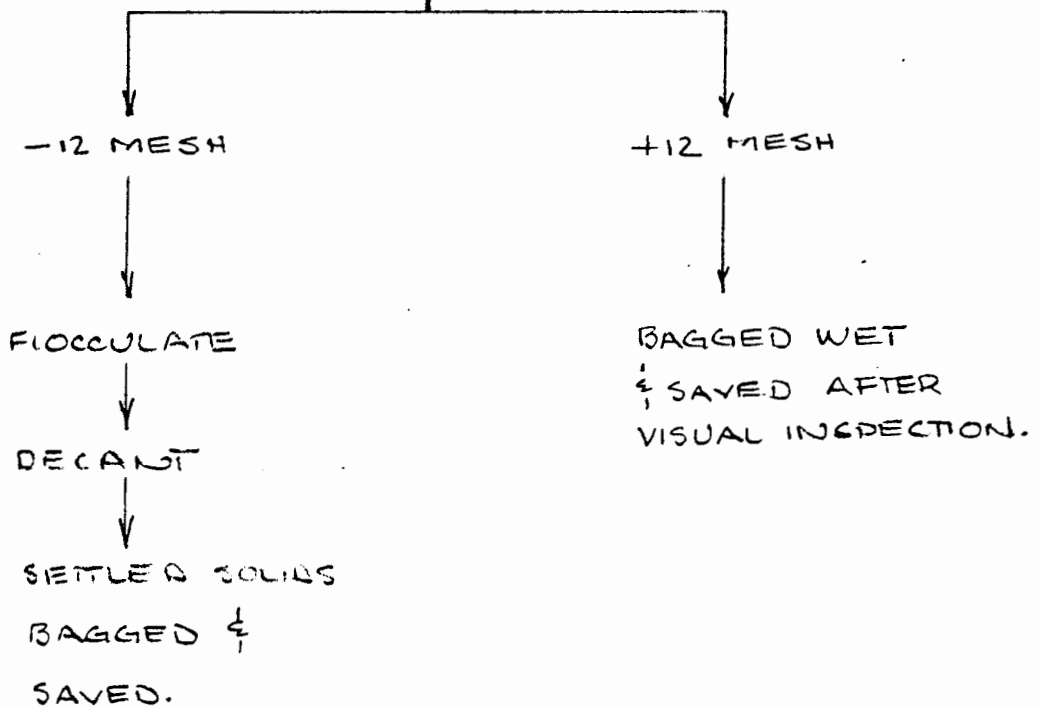 -12 MESH
+12 MESH
FLOCCULATE
DECANT
SETTLED SOLIDS
BAGGED &
SAVED.
BAGGED WET
& SAVED AFTER
VISUAL INSPECTION.